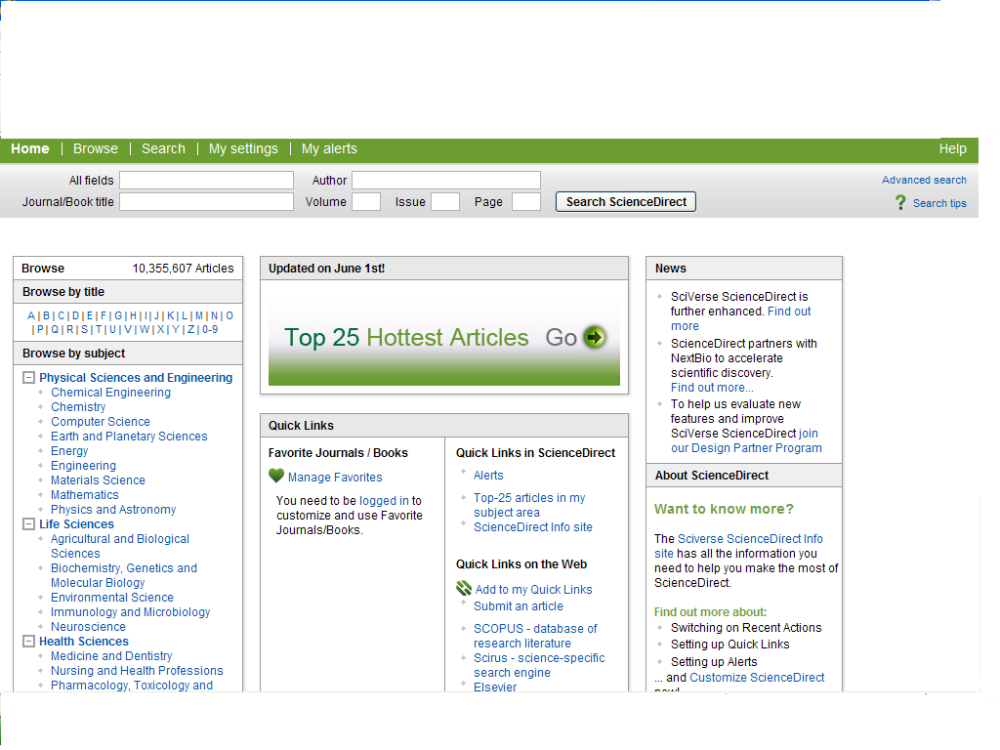 Home | Browse | Search | My settings | My alerts Help
All fields Author Advanced search
Journal/Book title Volume Issue Page Search ScienceDirect ? Search tips
Browse 10,355,607 Articles
Browse by title
A | B | C | D | E | F | G | H | I | J | K | L | M | N | O
| P | Q | R | S | T | U | V | W | X | Y | Z | 0-9
Browse by subject
Physical Sciences and Engineering
Chemical Engineering
Chemistry
Computer Science
Earth and Planetary Sciences
Energy
Engineering
Materials Science
Mathematics
Physics and Astronomy
Life Sciences
Agricultural and Biological
Sciences
Biochemistry, Genetics and
Molecular Biology
Environmental Science
Immunology and Microbiology
Neuroscience
Health Sciences
Medicine and Dentistry
Nursing and Health Professions
Pharmacology, Toxicology and
Updated on June 1st!
Top 25 Hottest Articles Go
Quick Links
Favorite Journals / Books
Manage Favorites
You need to be logged in to
customize and use Favorite
Journals/Books.
Quick Links in ScienceDirect
Alerts
Top-25 articles in my
subject area
ScienceDirect Info site
Quick Links on the Web
Add to my Quick Links
Submit an article
SCOPUS - database of
research literature
Scirus - science-specific
search engine
Elsevier
News
SciVerse ScienceDirect is
further enhanced. Find out
more
ScienceDirect partners with
NextBio to accelerate
scientific discovery.
Find out more...
To help us evaluate new
features and improve
SciVerse ScienceDirect join
our Design Partner Program
About ScienceDirect
Want to know more?
The Sciverse ScienceDirect Info
site has all the information you
need to help you make the most of
ScienceDirect.
Find out more about:
Switching on Recent Actions
Setting up Quick Links
Setting up Alerts
... and Customize ScienceDirect
now!